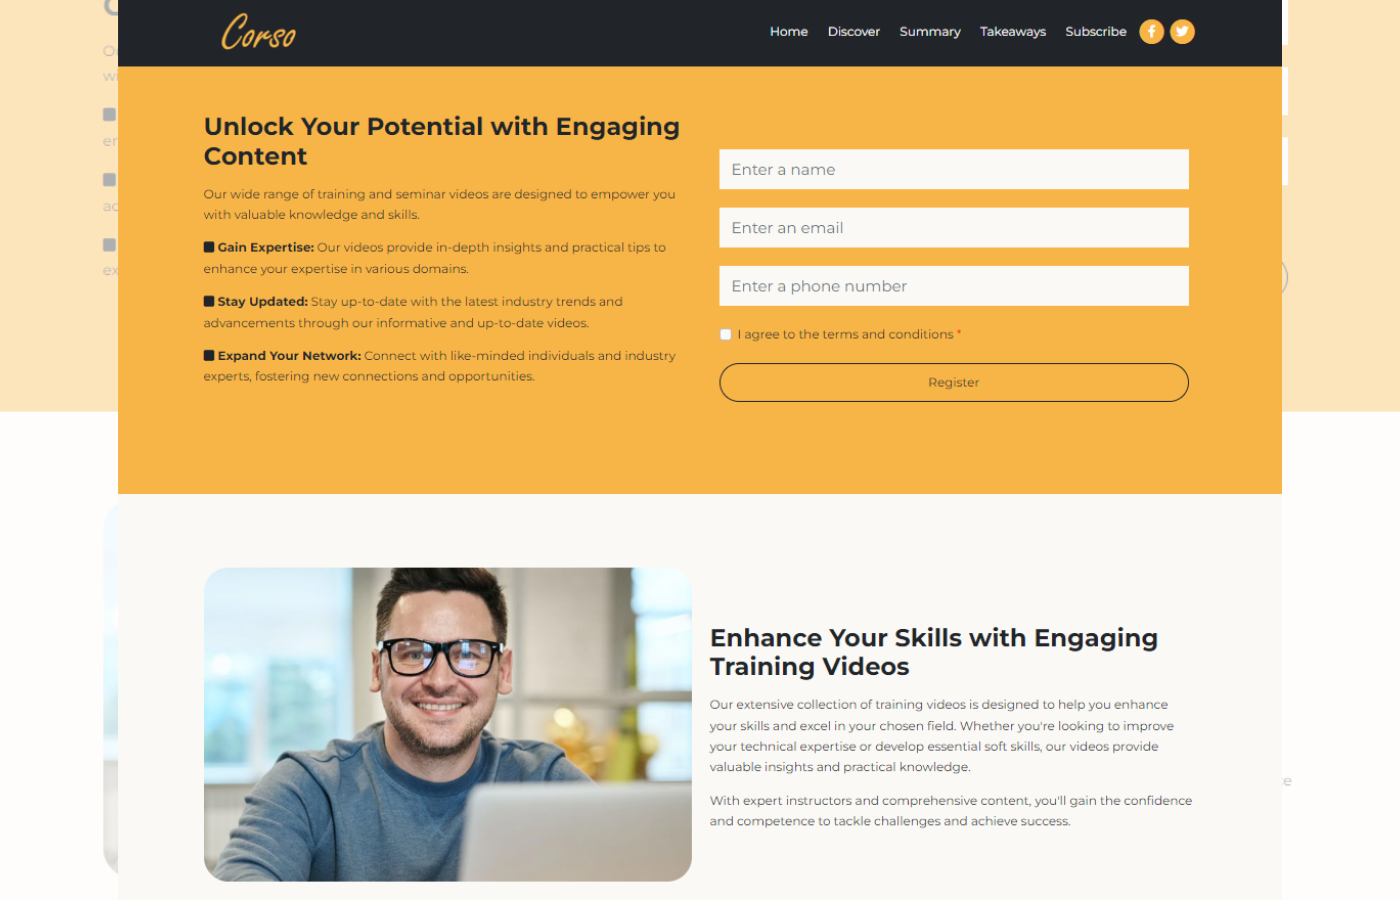 Corso
Home Discover Summary Takeaways Subscribe
Unlock Your Potential with Engaging
Content
Our wide range of training and seminar videos are designed to empower you
with valuable knowledge and skills.
Gain Expertise: Our videos provide in-depth insights and practical tips to
enhance your expertise in various domains.
Stay Updated: Stay up-to-date with the latest industry trends and
advancements through our informative and up-to-date videos.
Expand Your Network: Connect with like-minded individuals and industry
experts, fostering new connections and opportunities.
Enter a name
Enter an email
Enter a phone number
I agree to the terms and conditions *
Register
Enhance Your Skills with Engaging
Training Videos
Our extensive collection of training videos is designed to help you enhance
your skills and excel in your chosen field. Whether you're looking to improve
your technical expertise or develop essential soft skills, our videos provide
valuable insights and practical knowledge.
With expert instructors and comprehensive content, you'll gain the confidence
and competence to tackle challenges and achieve success.